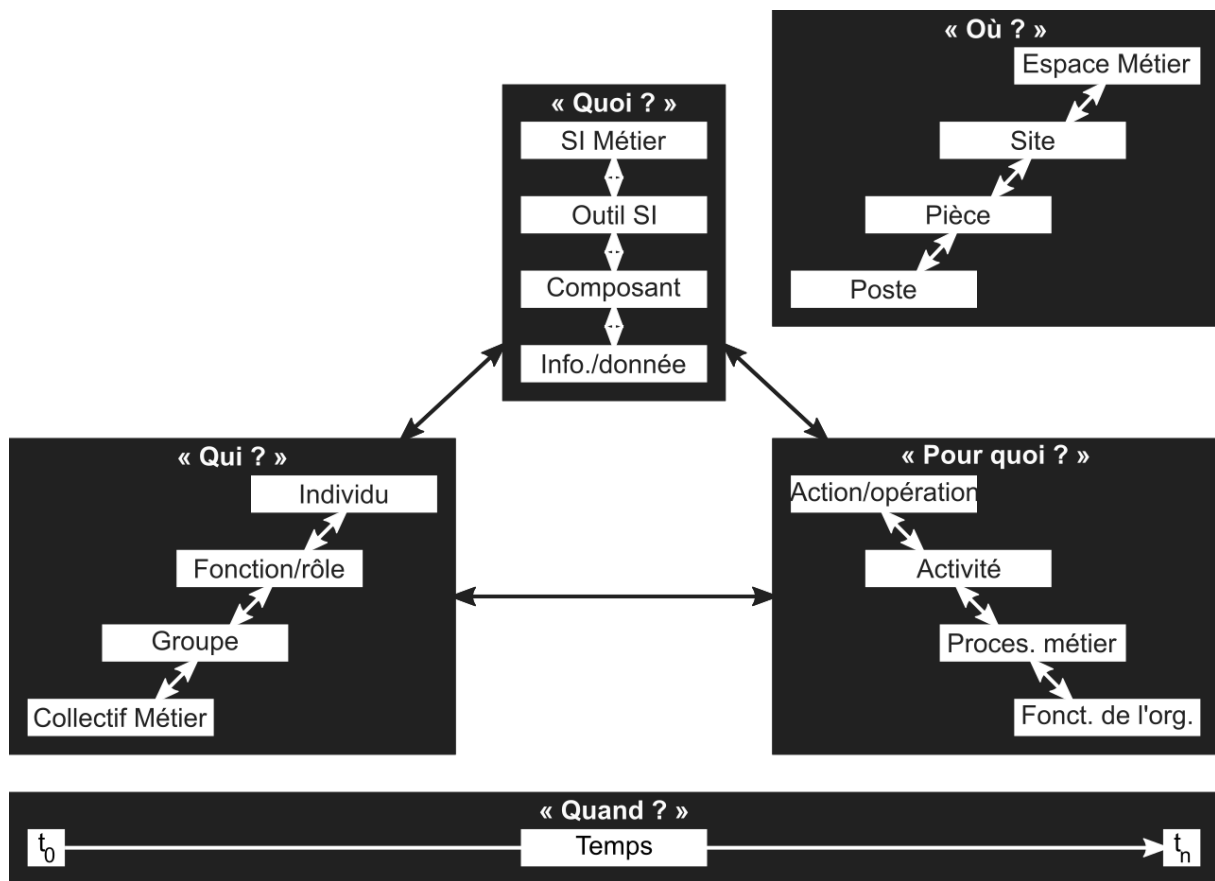 « Où ? »
Espace Métier
Site
Pièce
Poste
« Quoi ? »
SI Métier
Outil SI
Composant
Info./donnée
« Qui ? »
Individu
Fonction/rôle
Groupe
Collectif Métier
« Pour quoi ? »
Action/opération
Activité
Proces. métier
Fonct. de l'org.
« Quand ? »
t0
Temps
tn